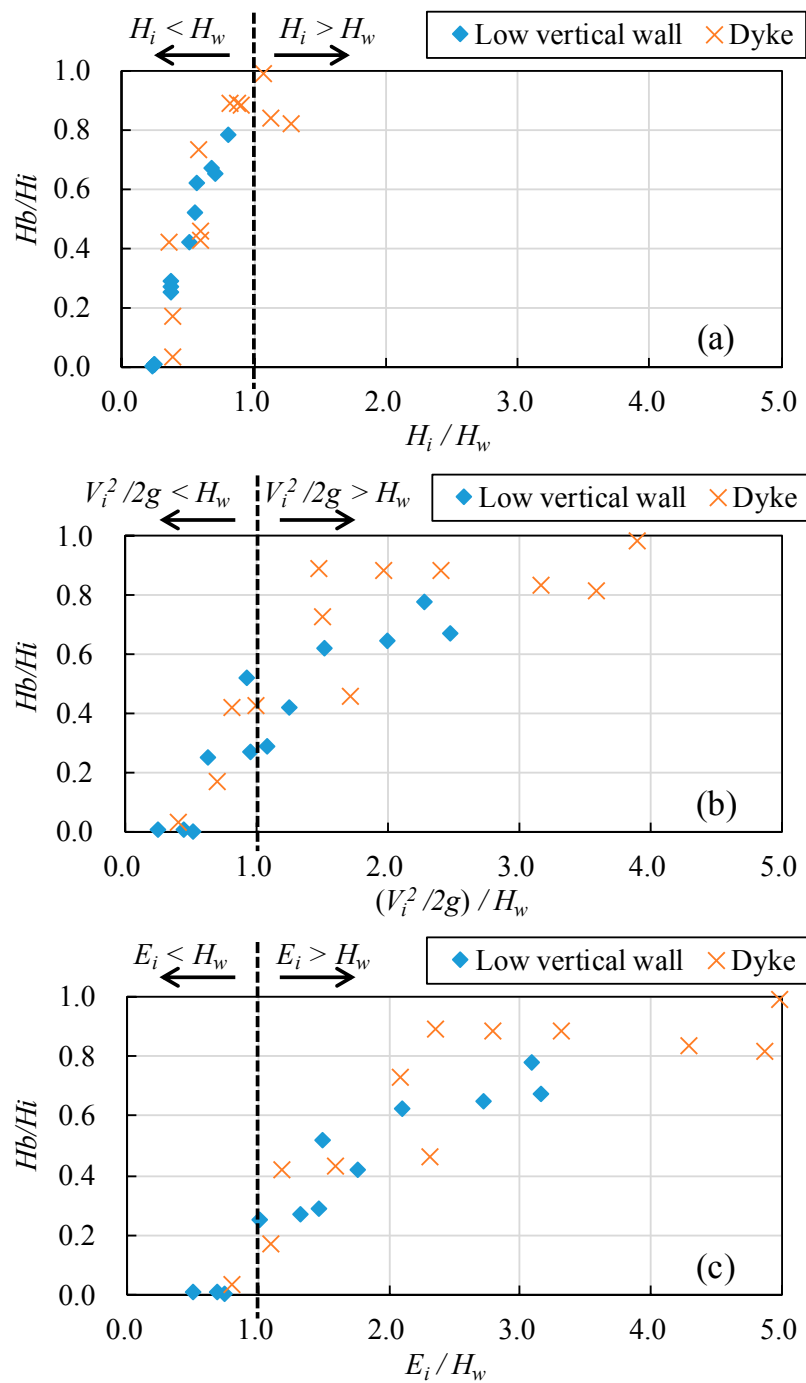 H_i < H_w H_i > H_w
Low vertical wall Dyke
1.0
0.8
0.6
0.4
0.2
0.0
Hb/Hi
(a)
0.0 1.0 2.0 3.0 4.0 5.0
H_i / H_w
V_i^2 /2g < H_w V_i^2 /2g > H_w
Low vertical wall Dyke
1.0
0.8
0.6
0.4
0.2
0.0
Hb/Hi
(b)
0.0 1.0 2.0 3.0 4.0 5.0
(V_i^2 /2g) / H_w
E_i < H_w E_i > H_w
Low vertical wall Dyke
1.0
0.8
0.6
0.4
0.2
0.0
Hb/Hi
(c)
0.0 1.0 2.0 3.0 4.0 5.0
E_i / H_w